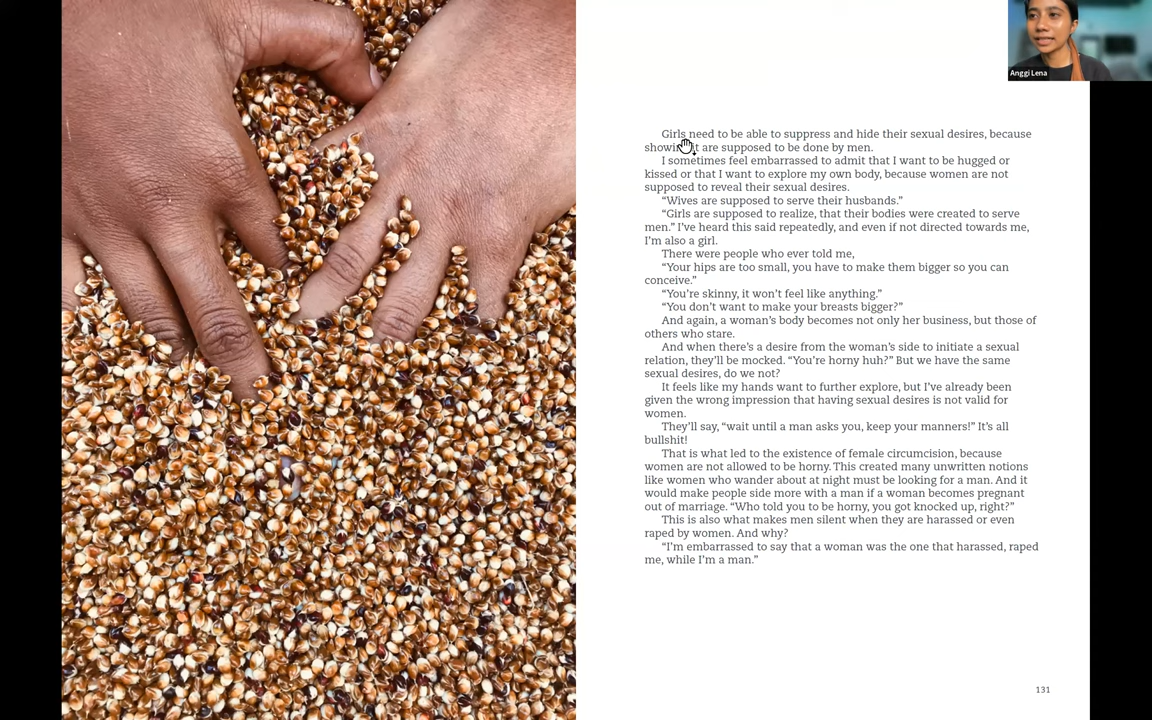 Anggi Lena
Girls need to be able to suppress and hide their sexual desires, because
showing it are supposed to be done by men.
I sometimes feel embarrassed to admit that I want to be hugged or
kissed or that I want to explore my own body, because women are not
supposed to reveal their sexual desires.
“Wives are supposed to serve their husbands.”
“Girls are supposed to realize, that their bodies were created to serve
men.” I’ve heard this said repeatedly, and even if not directed towards me,
I’m also a girl.
There were people who ever told me,
“Your hips are too small, you have to make them bigger so you can
conceive.”
“You’re skinny, it won’t feel like anything.”
“You don’t want to make your breasts bigger?”
And again, a woman’s body becomes not only her business, but those of
others who stare.
And when there’s a desire from the woman’s side to initiate a sexual
relation, they’ll be mocked. “You’re horny huh?” But we have the same
sexual desires, do we not?
It feels like my hands want to further explore, but I’ve already been
given the wrong impression that having sexual desires is not valid for
women.
They’ll say, “wait until a man asks you, keep your manners!” It’s all
bullshit!
That is what led to the existence of female circumcision, because
women are not allowed to be horny. This created many unwritten notions
like women who wander about at night must be looking for a man. And it
would make people side more with a man if a woman becomes pregnant
out of marriage. “Who told you to be horny, you got knocked up, right?”
This is also what makes men silent when they are harassed or even
raped by women. And why?
“I’m embarrassed to say that a woman was the one that harassed, raped
me, while I’m a man.”
131